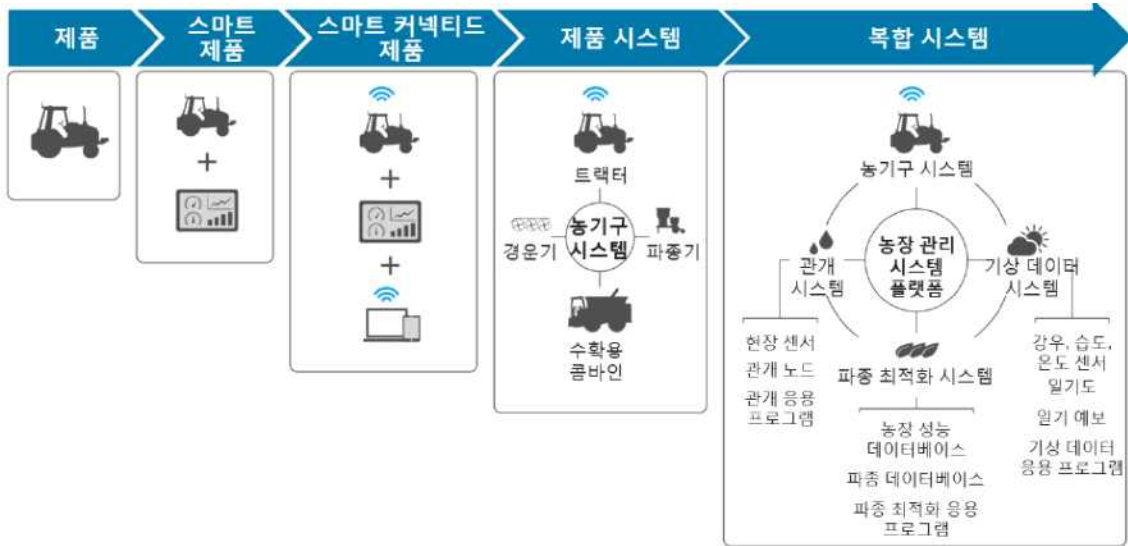 제품
스마트
제품
스마트 커넥티드
제품
제품 시스템
복합 시스템
트랙터
경운기
농기구
시스템
파종기
수확용
콤바인
농기구 시스템
관개
시스템
농장 관리
시스템
플랫폼
기상 데이터
시스템
파종 최적화 시스템
현장 센서
관개 노드
관개 응용
프로그램
농장 성능
데이터베이스
파종 데이터베이스
파종 최적화 응용
프로그램
강우, 습도,
온도 센서
일기도
일기 예보
기상 데이터
응용 프로그램